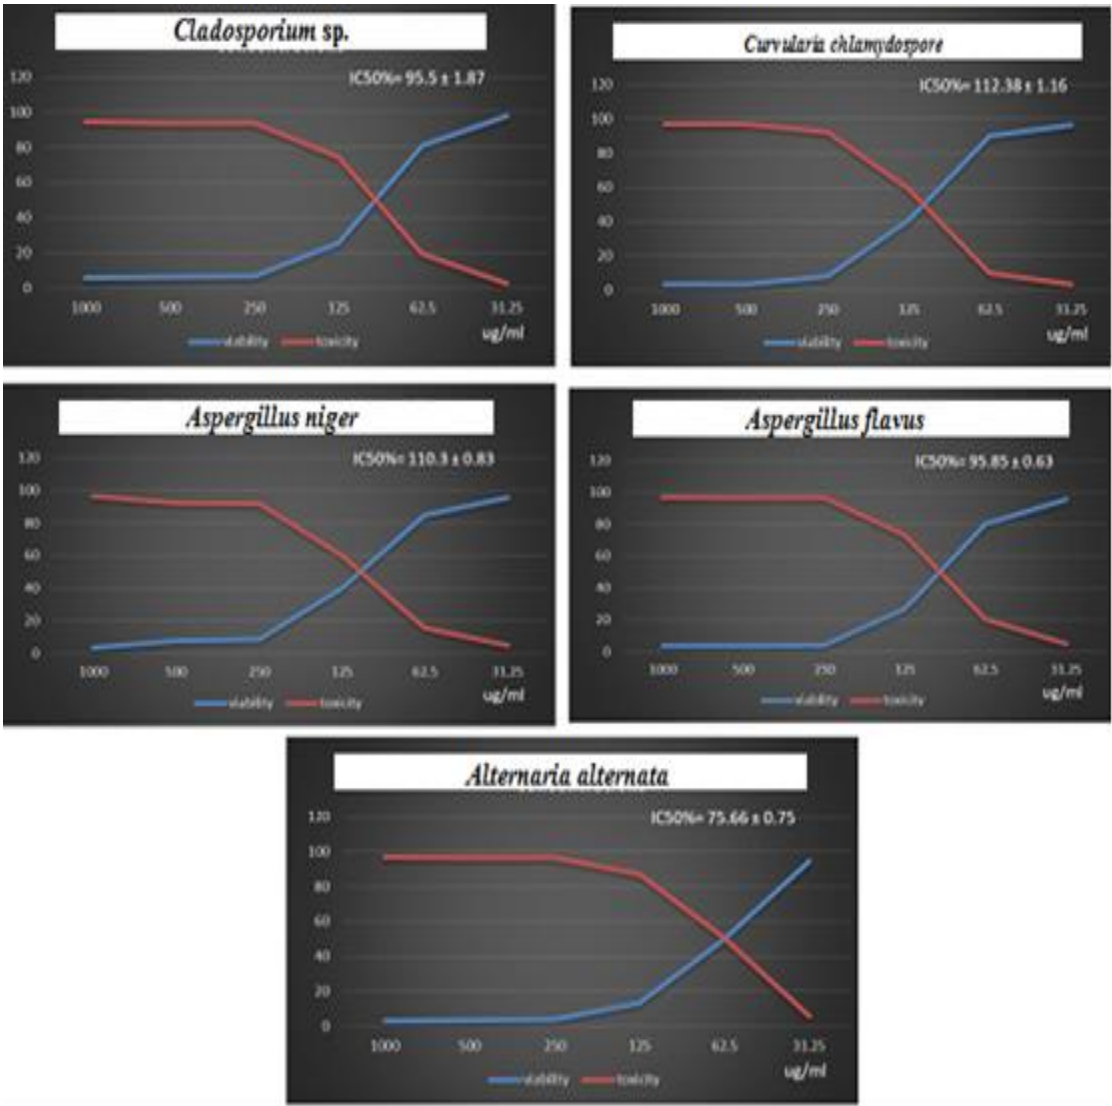 Cladosporium sp.
IC50%= 95.5 ± 1.87
120
100
80
60
40
20
0
1000 500 250 125 62.5 31.25
ug/ml
viability toxicity
Curvularia chlamydospore
IC50%= 112.38 ± 1.16
120
100
80
60
40
20
0
1000 500 250 125 62.5 31.25
ug/ml
viability toxicity
Aspergillus niger
IC50%= 110.3 ± 0.83
120
100
80
60
40
20
0
1000 500 250 125 62.5 31.25
ug/ml
viability toxicity
Aspergillus flavus
IC50%= 95.85 ± 0.63
120
100
80
60
40
20
0
1000 500 250 125 62.5 31.25
ug/ml
viability toxicity
Alternaria alternata
IC50%= 75.66 ± 0.75
120
100
80
60
40
20
0
1000 500 250 125 62.5 31.25
ug/ml
viability toxicity